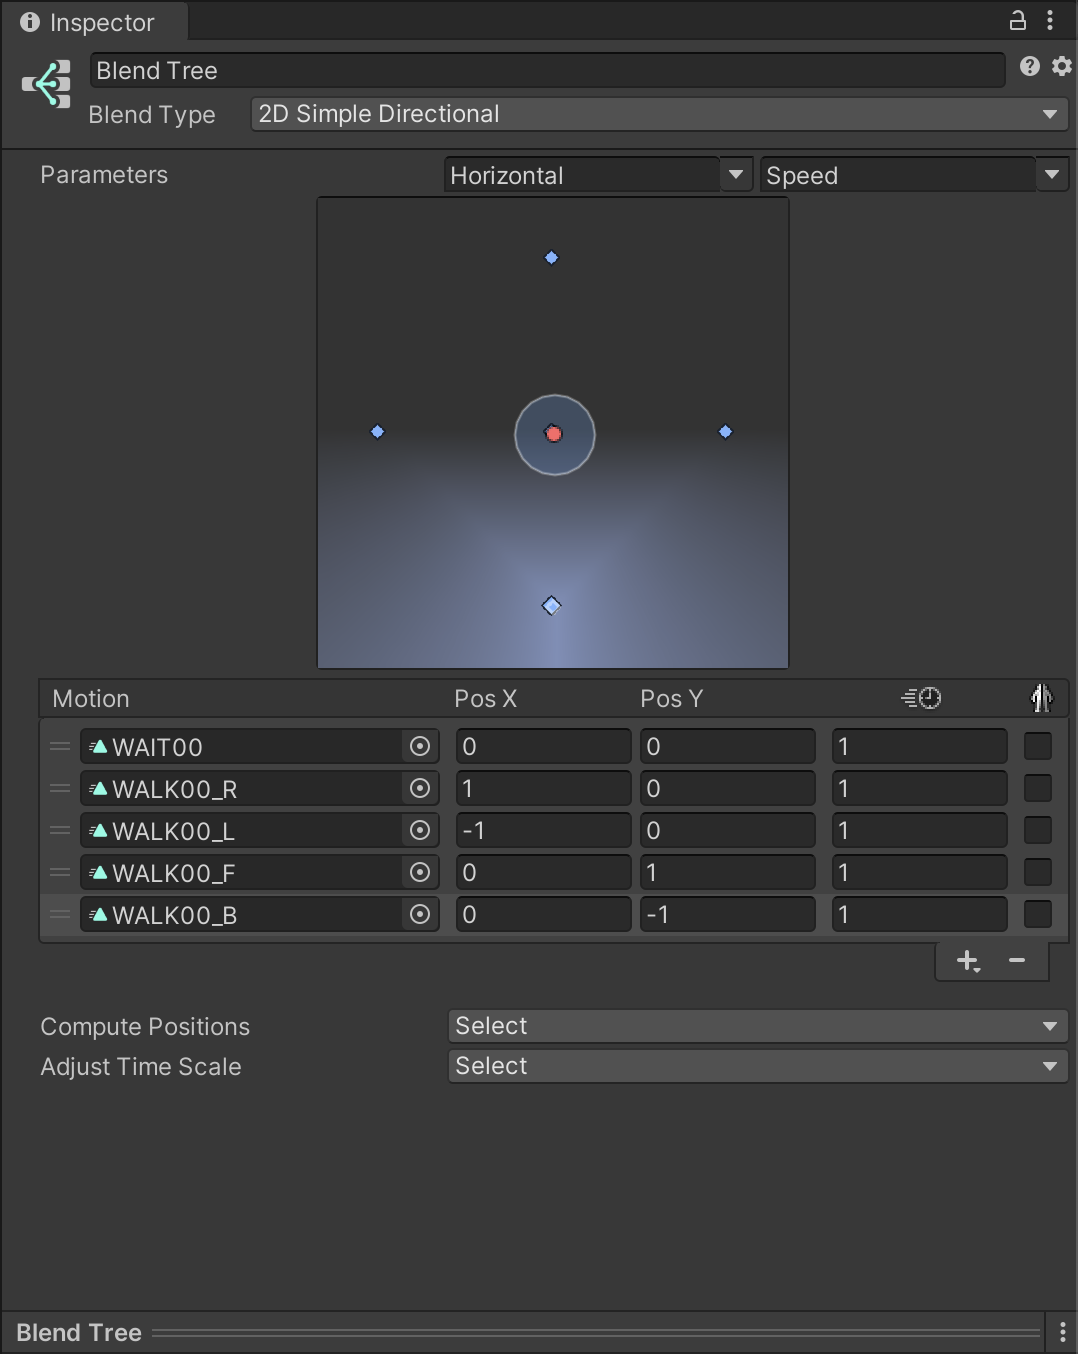 Inspector
Blend Tree
Blend Type 2D Simple Directional
Parameters Horizontal Speed
Motion Pos X Pos Y
WAIT00 0 0 1
WALK00_R 1 0 1
WALK00_L -1 0 1
WALK00_F 0 1 1
WALK00_B 0 -1 1
Compute Positions Select
Adjust Time Scale Select
Blend Tree